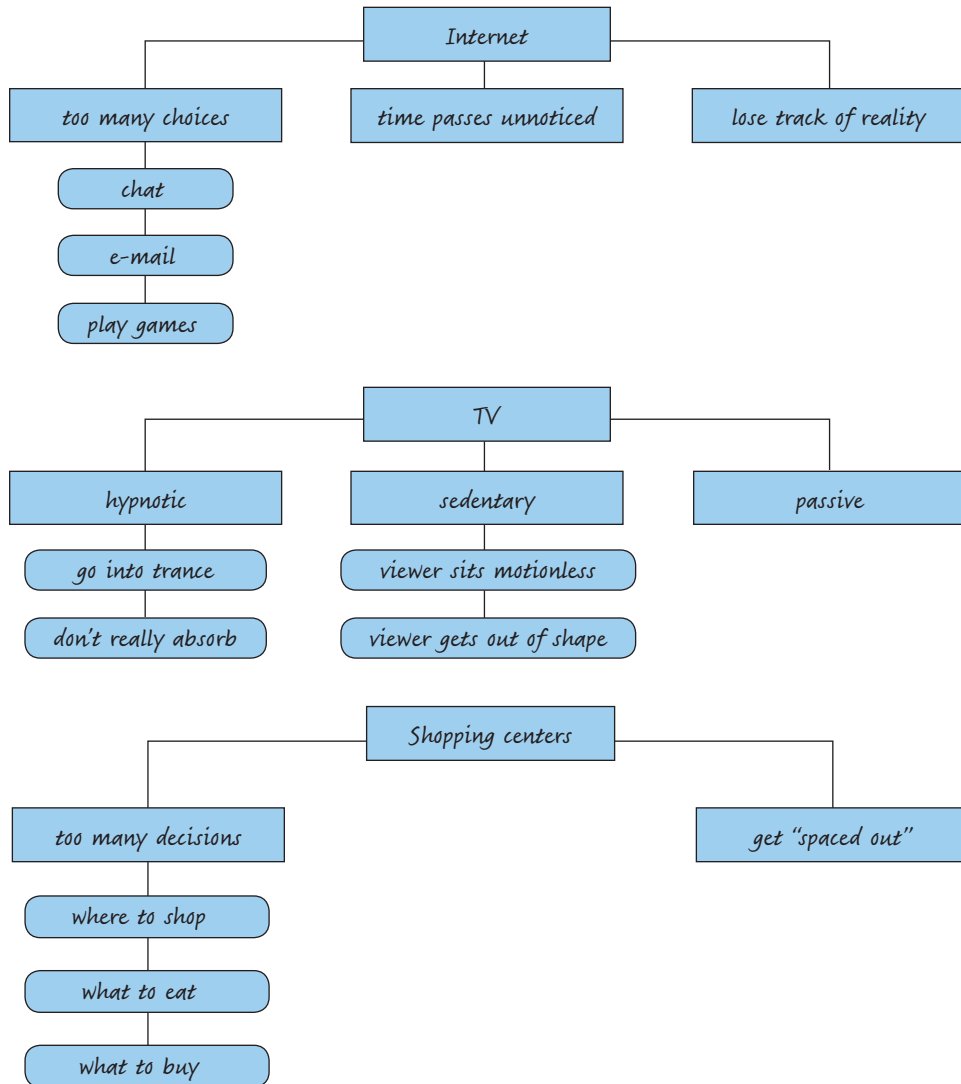 Internet
too many choices
time passes unnoticed
lose track of reality
chat
e-mail
play games
TV
hypnotic
sedentary
passive
go into trance
viewer sits motionless
don't really absorb
viewer gets out of shape
Shopping centers
too many decisions
get “spaced out”
where to shop
what to eat
what to buy